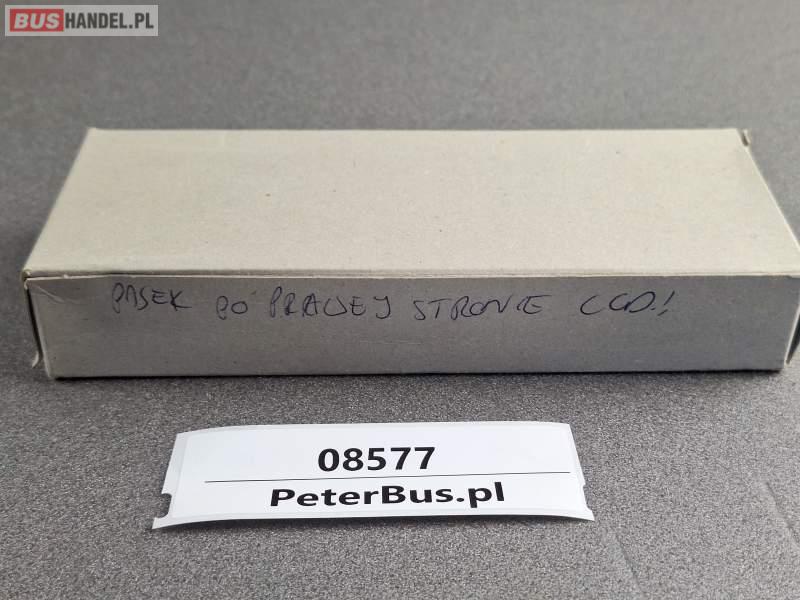 BUSHANDEL.PL
PASEK PO PRAWEJ STRONIE LCD!
08577
PeterBus.pl